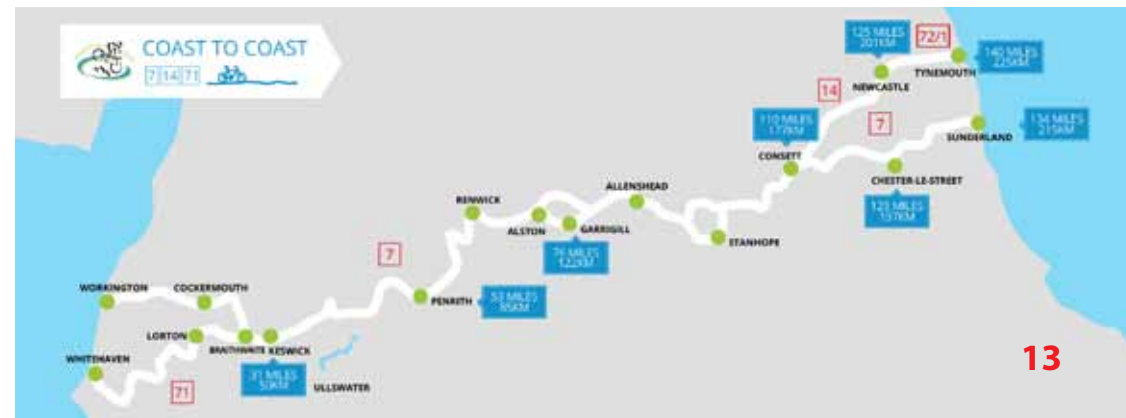 COAST TO COAST
7 14 71
125 MILES
201KM
72/1
140 MILES
225KM
TYNEMOUTH
NEWCASTLE
14
7
110 MILES
177KM
134 MILES
215KM
SUNDERLAND
CONSETT
CHESTER-LE-STREET
MILES
ALLENSHEAD
RENWICK
ALSTON
GARRIGILL
STANHOPE
76 MILES
122KM
7
PENRITH
53 MILES
85KM
WORKINGTON
COCKERMOUTH
LORTON
BRAITHWAITE
KESWICK
WHITEHAVEN
31 MILES
50KM
ULLSWATER
71
13